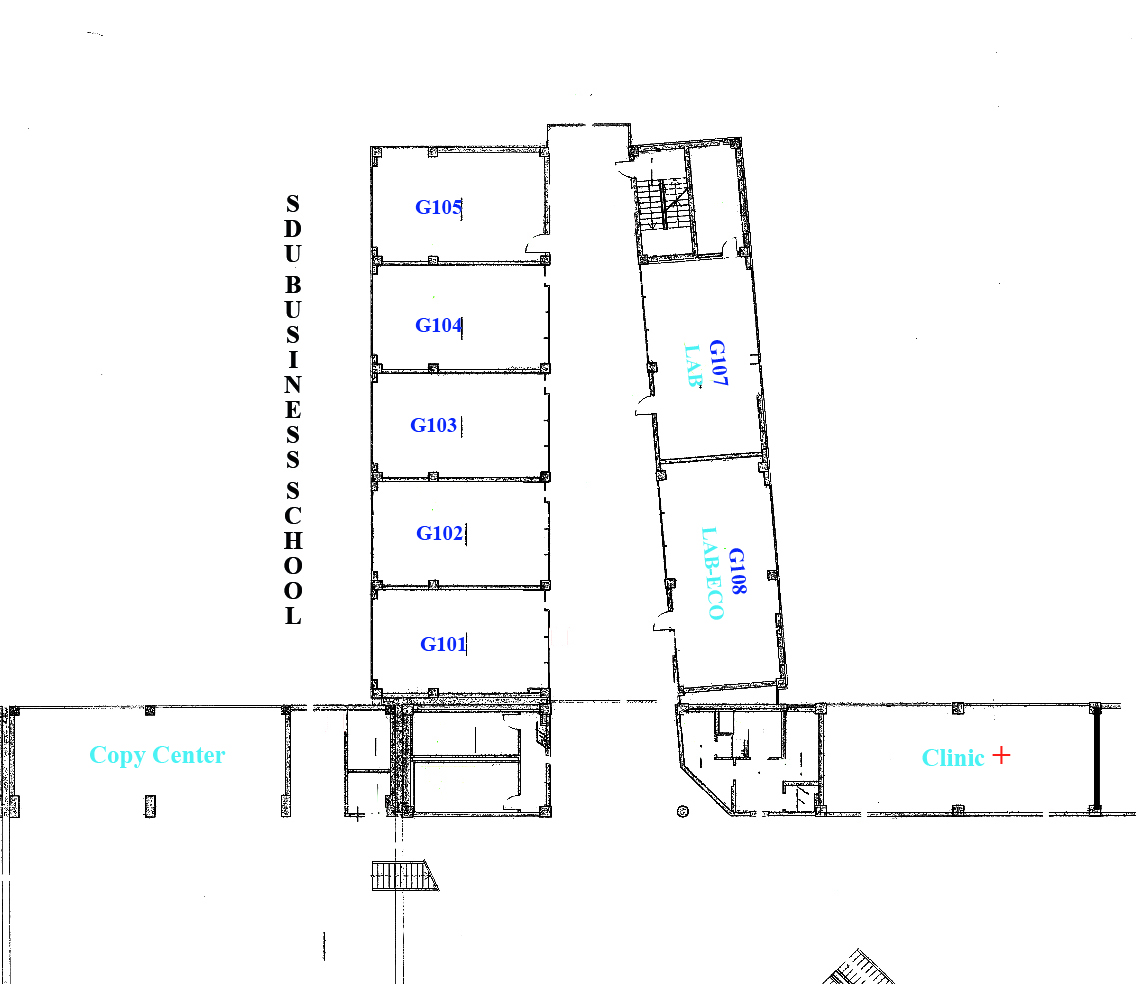 SDU BUSINESS SCHOOL
G105
G104
G103
G102
G101
G107
LAB
G108
LAB-ECO
Copy Center
Clinic +